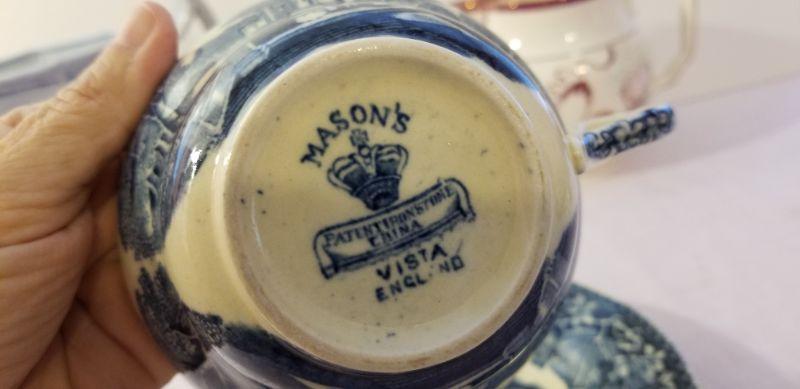 MASON'S
PATENT IRONSTONE
CHINA
VISTA
ENGLAND